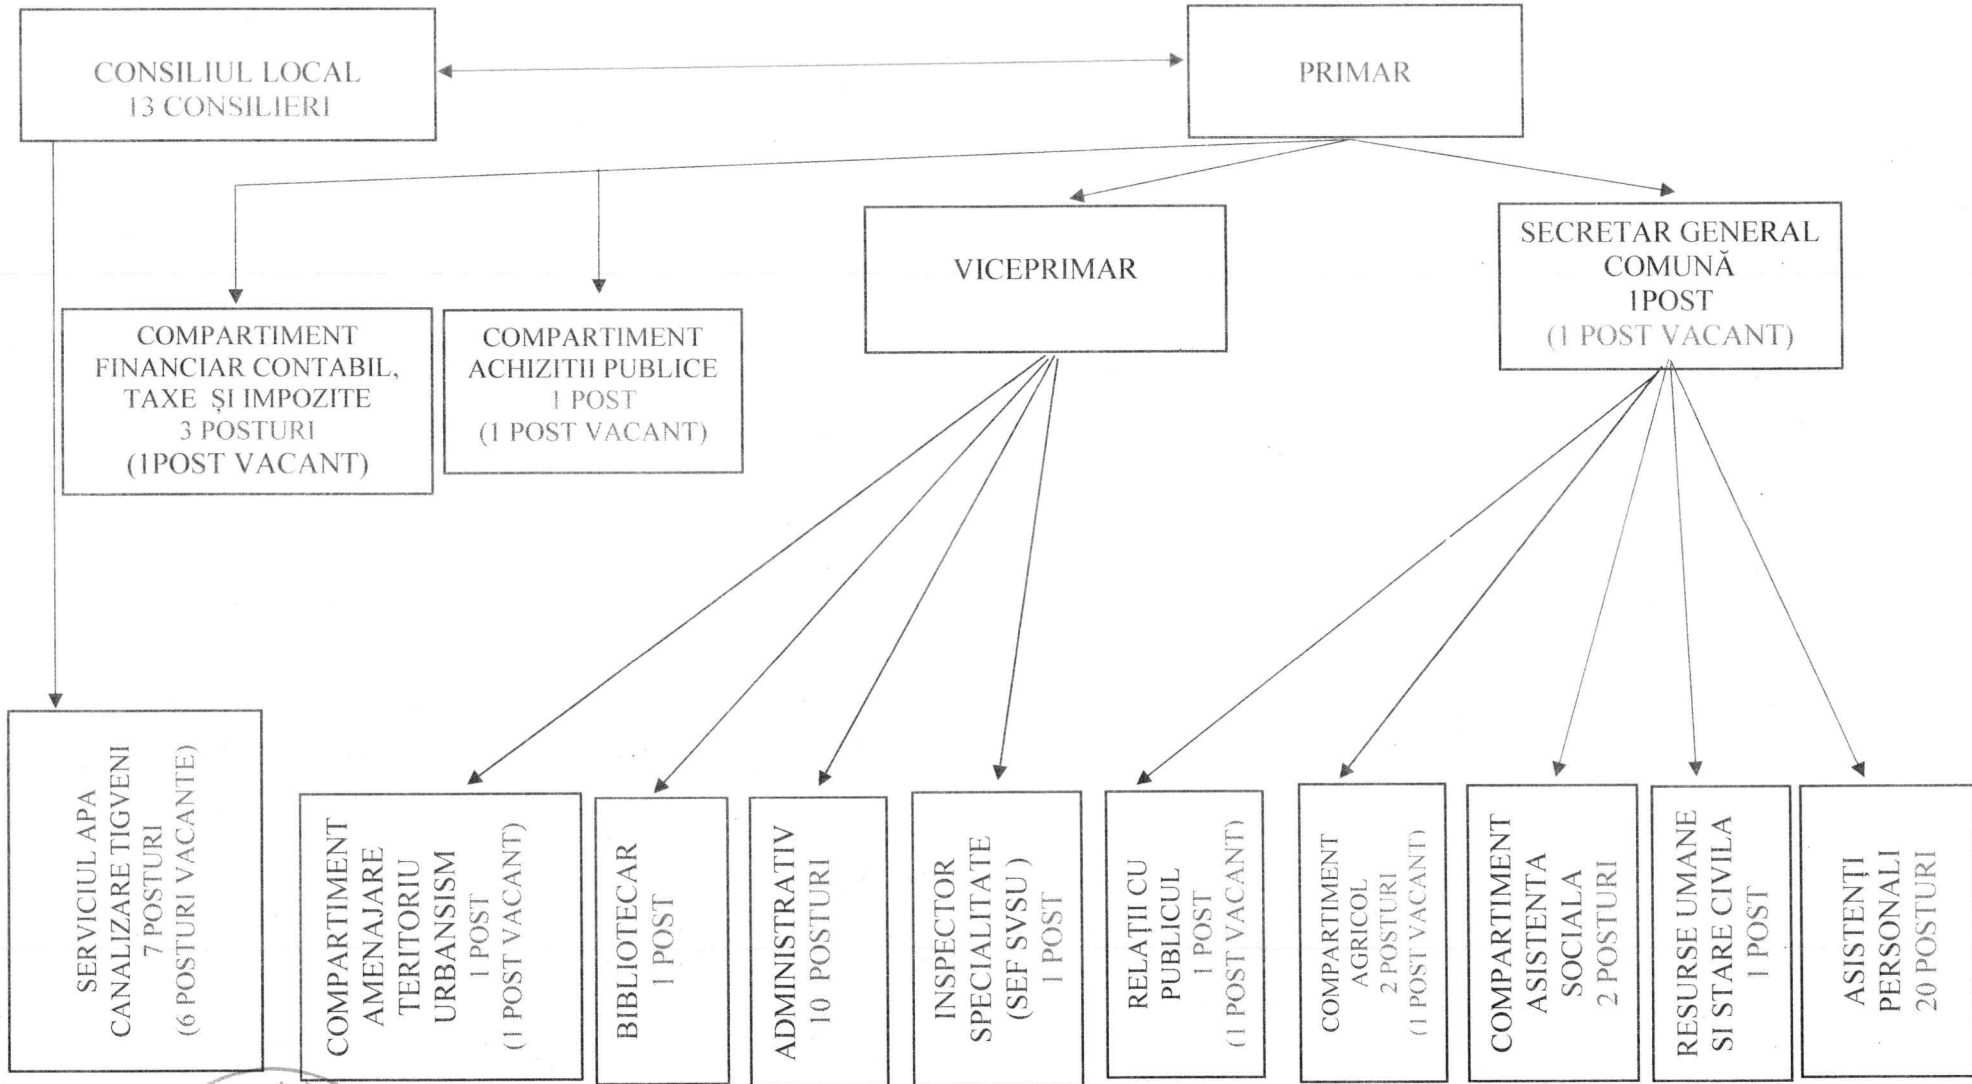 CONSILIUL LOCAL
13 CONSILIERI
PRIMAR
COMPARTIMENT
FINANCIAR CONTABIL,
TAXE ȘI IMPOZITE
3 POSTURI
(1POST VACANT)
COMPARTIMENT
ACHIZITII PUBLICE
1 POST
(1 POST VACANT)
VICEPRIMAR
SECRETAR GENERAL
COMUNĂ
1POST
(1 POST VACANT)
SERVICIUL APA
CANALIZARE TIGVENI
7 POSTURI
(6 POSTURI VACANTE)
COMPARTIMENT
AMENAJARE
TERITORIU
URBANSISM
1 POST
(1 POST VACANT)
BIBLIOTECAR
1 POST
ADMINISTRATIV
10 POSTURI
INSPECTOR
SPECIALITATE
(SEF SVSU )
1 POST
RELAȚII CU
PUBLICUL
1 POST
(1 POST VACANT)
COMPARTIMENT
AGRICOL
2 POSTURI
(1 POST VACANT)
COMPARTIMENT
ASISTENTA
SOCIALA
2 POSTURI
RESURSE UMANE
SI STARE CIVILA
1 POST
ASISTENȚI
PERSONALI
20 POSTURI